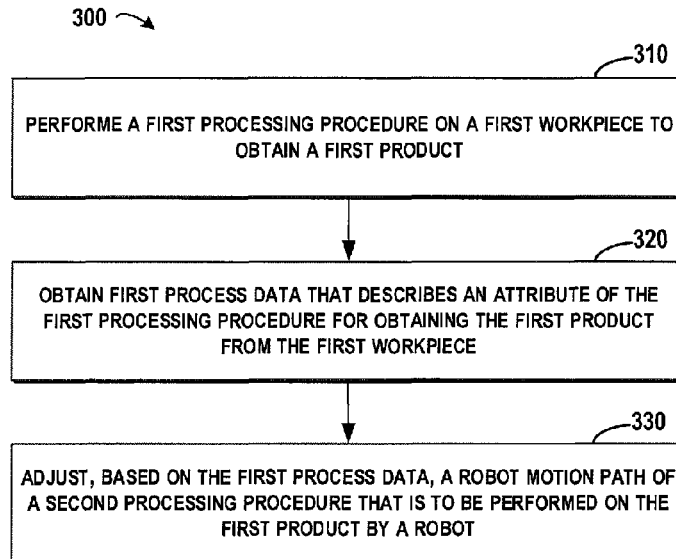 300
310
PERFORME A FIRST PROCESSING PROCEDURE ON A FIRST WORKPIECE TO
OBTAIN A FIRST PRODUCT
320
OBTAIN FIRST PROCESS DATA THAT DESCRIBES AN ATTRIBUTE OF THE
FIRST PROCESSING PROCEDURE FOR OBTAINING THE FIRST PRODUCT
FROM THE FIRST WORKPIECE
330
ADJUST, BASED ON THE FIRST PROCESS DATA, A ROBOT MOTION PATH OF
A SECOND PROCESSING PROCEDURE THAT IS TO BE PERFORMED ON THE
FIRST PRODUCT BY A ROBOT